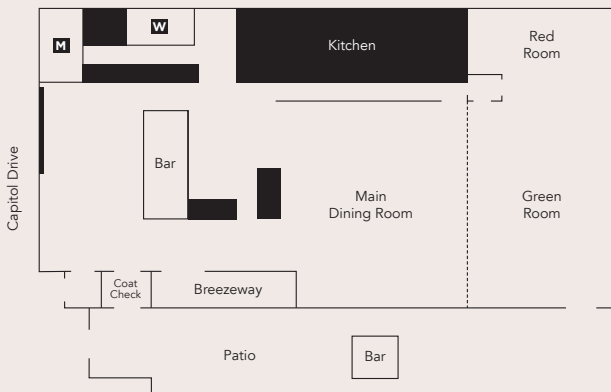 M
W
Kitchen
Red
Room
Capitol Drive
Bar
Main
Dining Room
Green
Room
Coat
Check
Breezeway
Patio
Bar